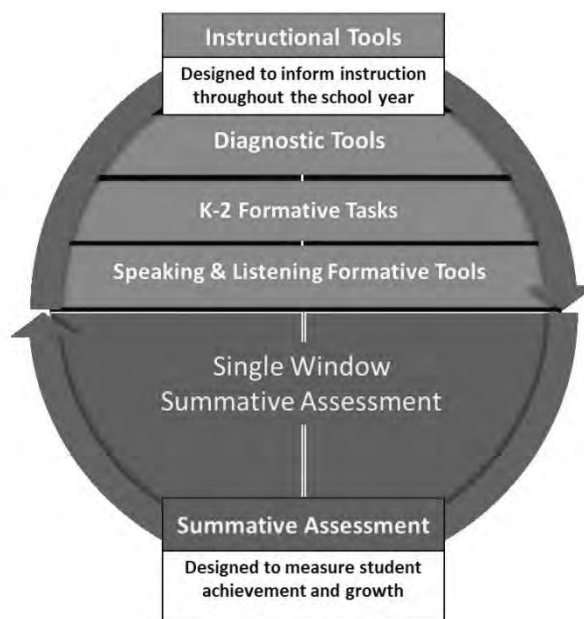 Instructional Tools
Designed to inform instruction
throughout the school year
Diagnostic Tools
K-2 Formative Tasks
Speaking & Listening Formative Tools
Single Window
Summative Assessment
Summative Assessment
Designed to measure student
achievement and growth